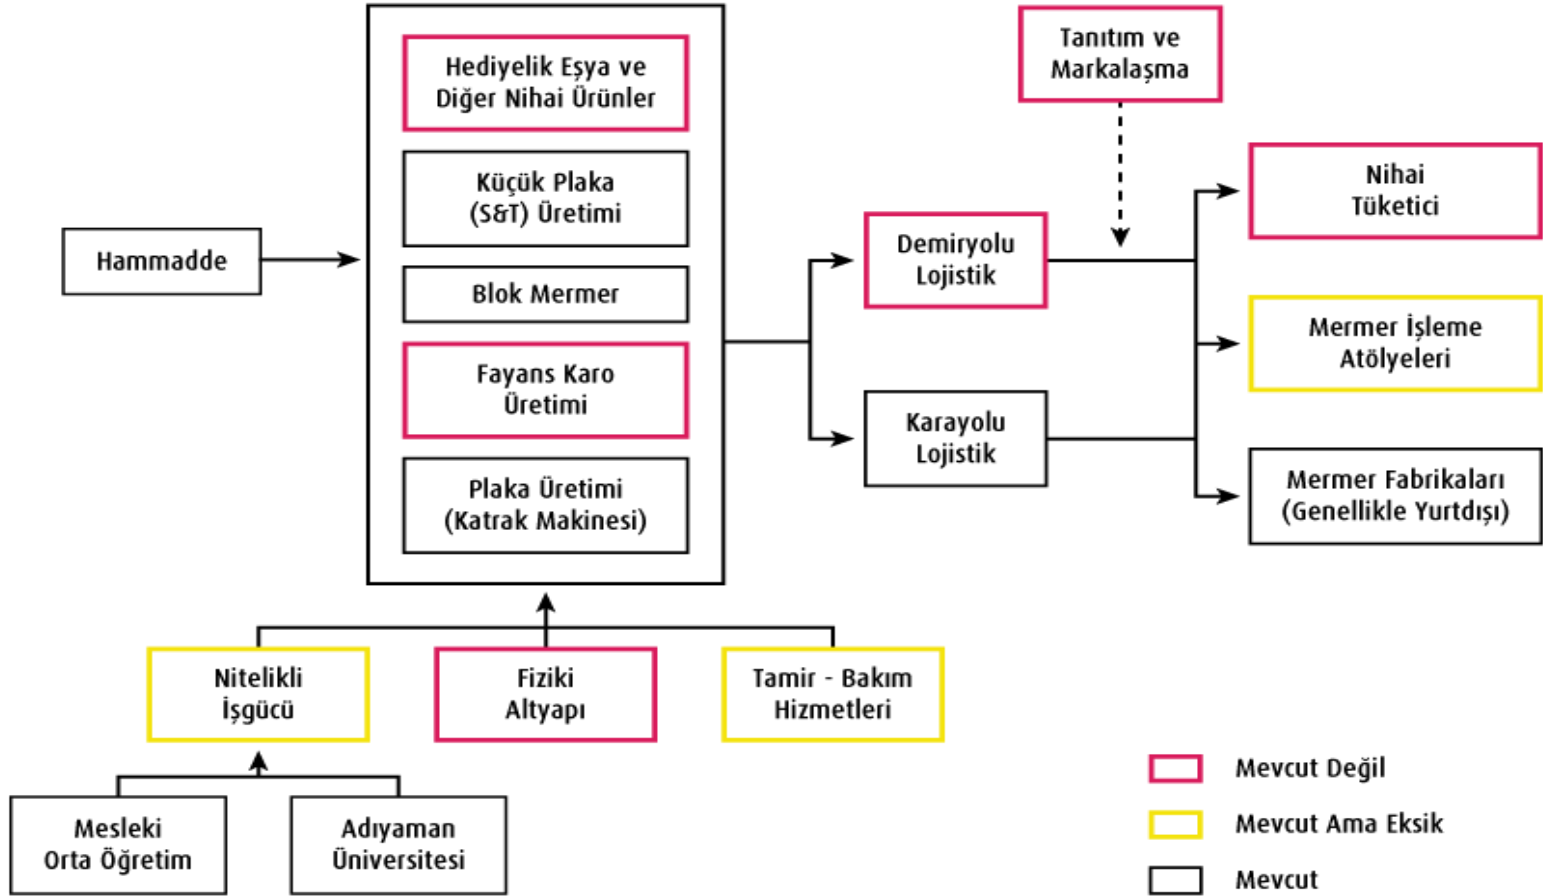 Hediyelik Eşya ve
Diğer Nihai Ürünler
Küçük Plaka
(S&T) Üretimi
Blok Mermer
Fayans Karo
Üretimi
Plaka Üretimi
(Katrak Makinesi)
Hammadde
Tanıtım ve
Markalaşma
Demiryolu
Lojistik
Karayolu
Lojistik
Nihai
Tüketici
Mermer İşleme
Atölyeleri
Mermer Fabrikaları
(Genellikle Yurtdışı)
Nitelikli
İşgücü
Fiziki
Altyapı
Tamir - Bakım
Hizmetleri
Mesleki
Orta Öğretim
Adıyaman
Üniversitesi
Mevcut Değil
Mevcut Ama Eksik
Mevcut